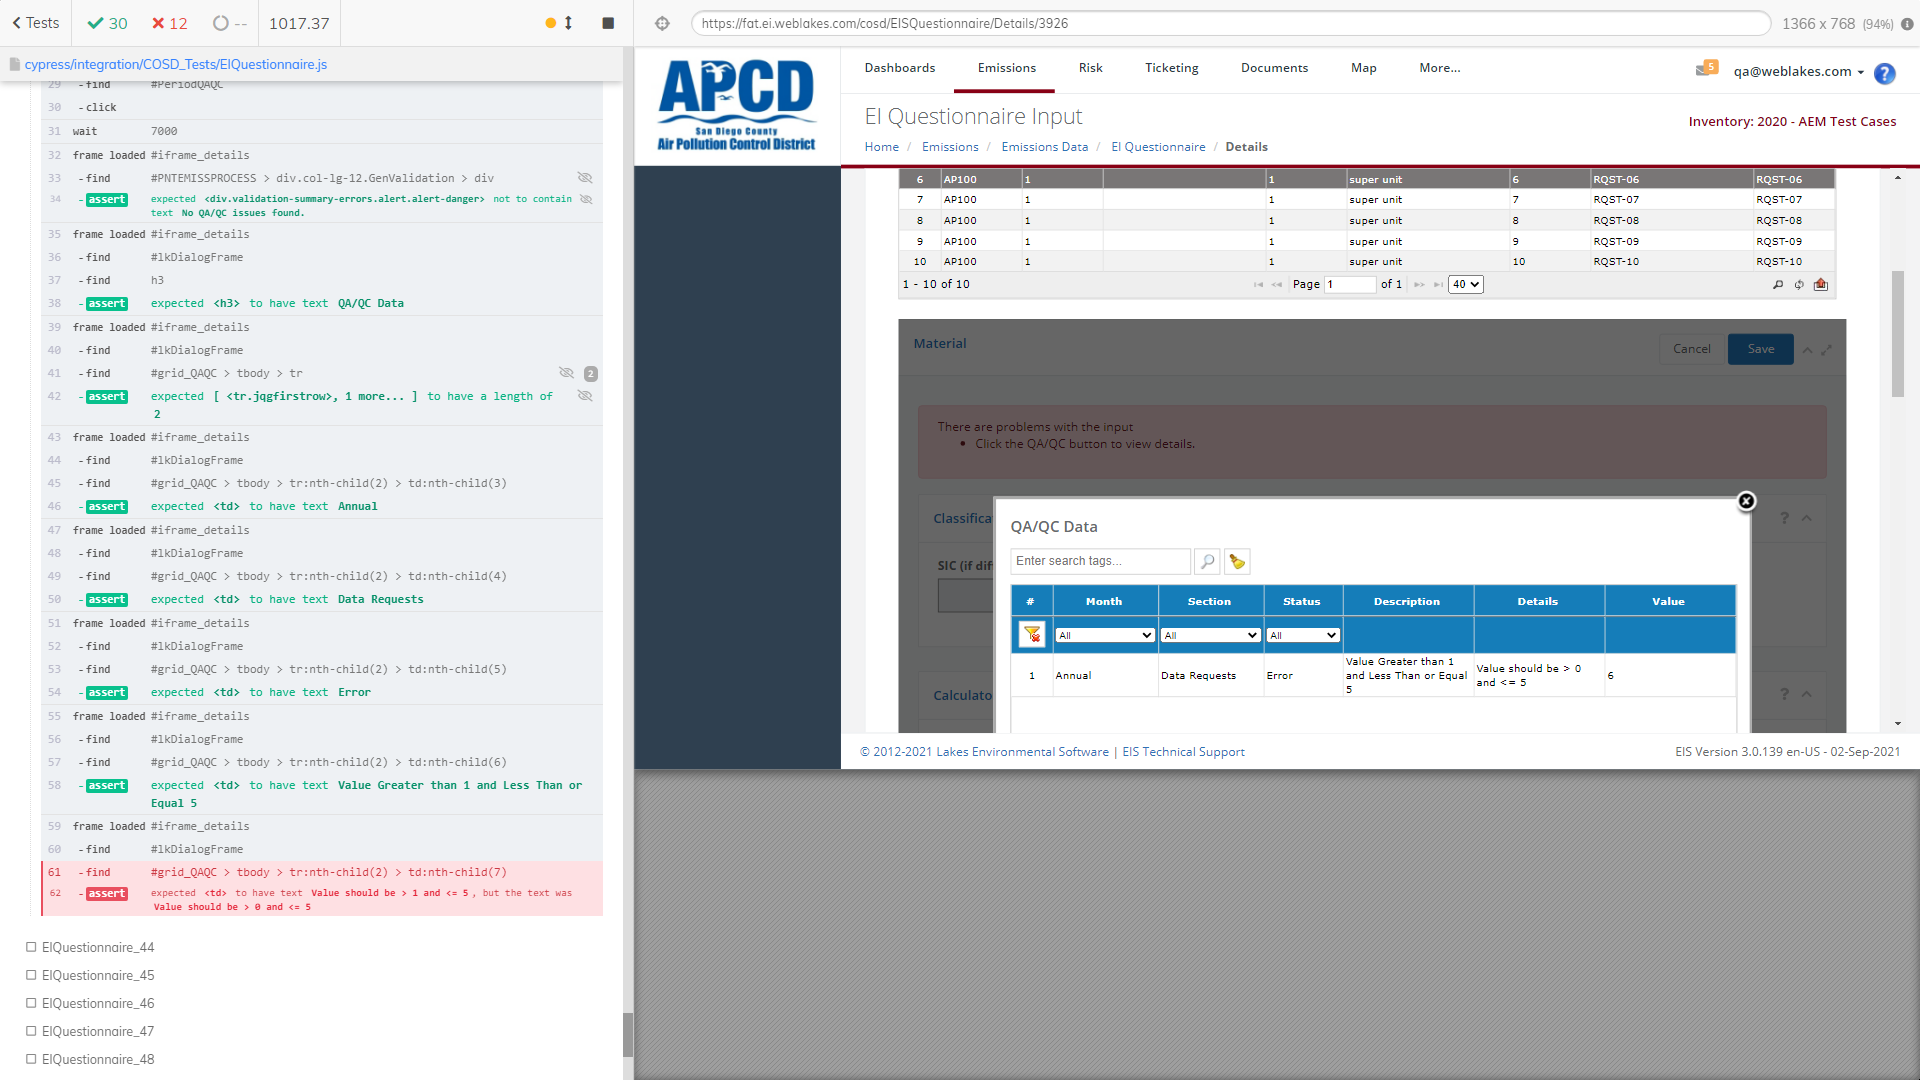 Tests
30
12
--
1017.37
cypress/integration/COSD_Tests/EIQuestionnaire.js
29 -find #PeriodQAQC
30 -click
31 wait 7000
32 frame loaded #iframe_details
33 -find #PNTEMISSPROCESS > div.col-lg-12.GenValidation > div
34 -assert expected <div.validation-summary-errors.alert.alert-danger> not to contain
text No QA/QC issues found.
35 frame loaded #iframe_details
36 -find #lkDialogFrame
37 -find h3
38 -assert expected <h3> to have text QA/QC Data
39 frame loaded #iframe_details
40 -find #lkDialogFrame
41 -find #grid_QAQC > tbody > tr 2
42 -assert expected [ <tr.jqgfirstrow>, 1 more... ] to have a length of
2
43 frame loaded #iframe_details
44 -find #lkDialogFrame
45 -find #grid_QAQC > tbody > tr:nth-child(2) > td:nth-child(3)
46 -assert expected <td> to have text Annual
47 frame loaded #iframe_details
48 -find #lkDialogFrame
49 -find #grid_QAQC > tbody > tr:nth-child(2) > td:nth-child(4)
50 -assert expected <td> to have text Data Requests
51 frame loaded #iframe_details
52 -find #lkDialogFrame
53 -find #grid_QAQC > tbody > tr:nth-child(2) > td:nth-child(5)
54 -assert expected <td> to have text Error
55 frame loaded #iframe_details
56 -find #lkDialogFrame
57 -find #grid_QAQC > tbody > tr:nth-child(2) > td:nth-child(6)
58 -assert expected <td> to have text Value Greater than 1 and Less Than or
Equal 5
59 frame loaded #iframe_details
60 -find #lkDialogFrame
61 -find #grid_QAQC > tbody > tr:nth-child(2) > td:nth-child(7)
62 -assert expected <td> to have text Value should be > 1 and <= 5 , but the text was
Value should be > 0 and <= 5
EIQuestionnaire_44
EIQuestionnaire_45
EIQuestionnaire_46
EIQuestionnaire_47
EIQuestionnaire_48
https://fat.ei.weblakes.com/cosd/EISQuestionnaire/Details/3926
1366 x 768 (94%)
APCD
San Diego County
Air Pollution Control District
Dashboards Emissions Risk Ticketing Documents Map More...
5
qa@weblakes.com
?
EI Questionnaire Input
Inventory: 2020 - AEM Test Cases
Home / Emissions / Emissions Data / EI Questionnaire / Details
6 AP100 1 1 super unit 6 RQST-06 RQST-06
7 AP100 1 1 super unit 7 RQST-07 RQST-07
8 AP100 1 1 super unit 8 RQST-08 RQST-08
9 AP100 1 1 super unit 9 RQST-09 RQST-09
10 AP100 1 1 super unit 10 RQST-10 RQST-10
1 - 10 of 10 Page 1 of 1 40
Material
Cancel Save
There are problems with the input
• Click the QA/QC button to view details.
Classifica ?
SIC (if dif
Calculato ?
QA/QC Data
Enter search tags...
# Month Section Status Description Details Value
All All All
1 Annual Data Requests Error Value Greater than 1 and Less Than or Equal 5 Value should be > 0 and <= 5 6
© 2012-2021 Lakes Environmental Software | EIS Technical Support
EIS Version 3.0.139 en-US - 02-Sep-2021